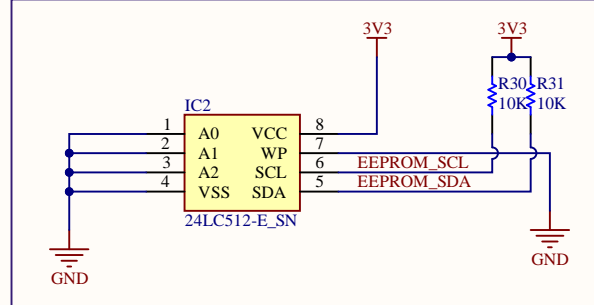 3V3
3V3
R30
R31
10K
10K
IC2
1
A0
VCC
8
2
A1
WP
7
3
A2
SCL
6
EEPROM_SCL
4
VSS
SDA
5
EEPROM_SDA
24LC512-E_SN
GND
GND